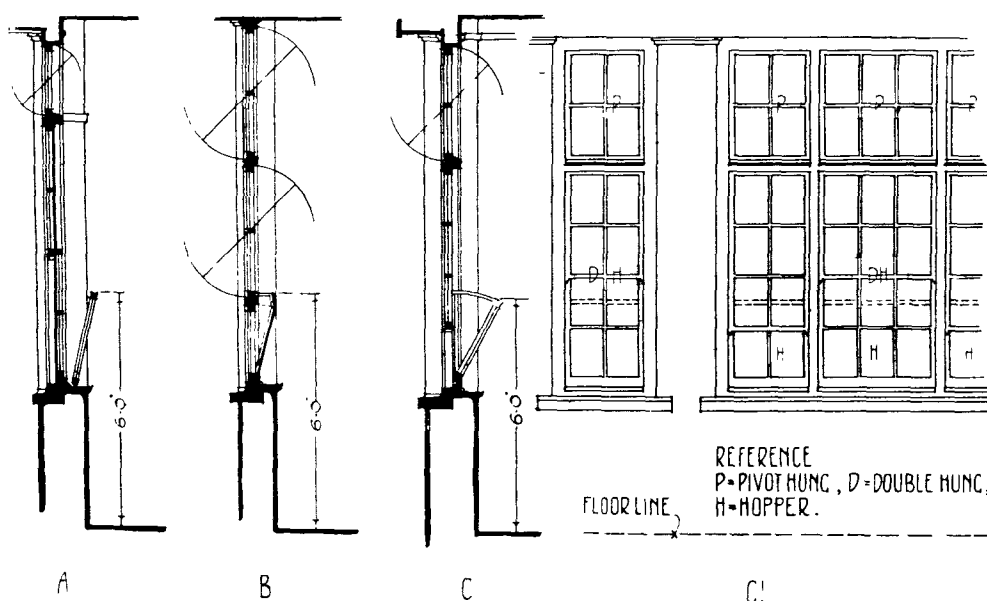 P
P
P
P
D H
DH
H
H
H
6·0"
6·0"
6·0"
REFERENCE
P=PIVOT HUNG, D=DOUBLE HUNG,
H=HOPPER.
FLOOR LINE
A
B
C
C!